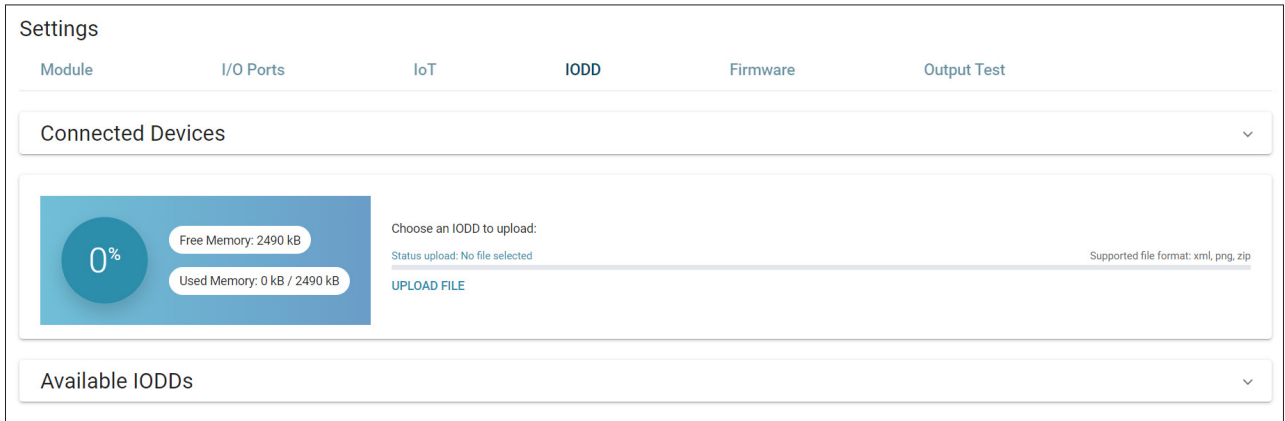 Settings
Module I/O Ports IoT IODD Firmware Output Test
Connected Devices
0%
Free Memory: 2490 kB
Used Memory: 0 kB / 2490 kB
Choose an IODD to upload:
Status upload: No file selected
Supported file format: xml, png, zip
UPLOAD FILE
Available IODDs